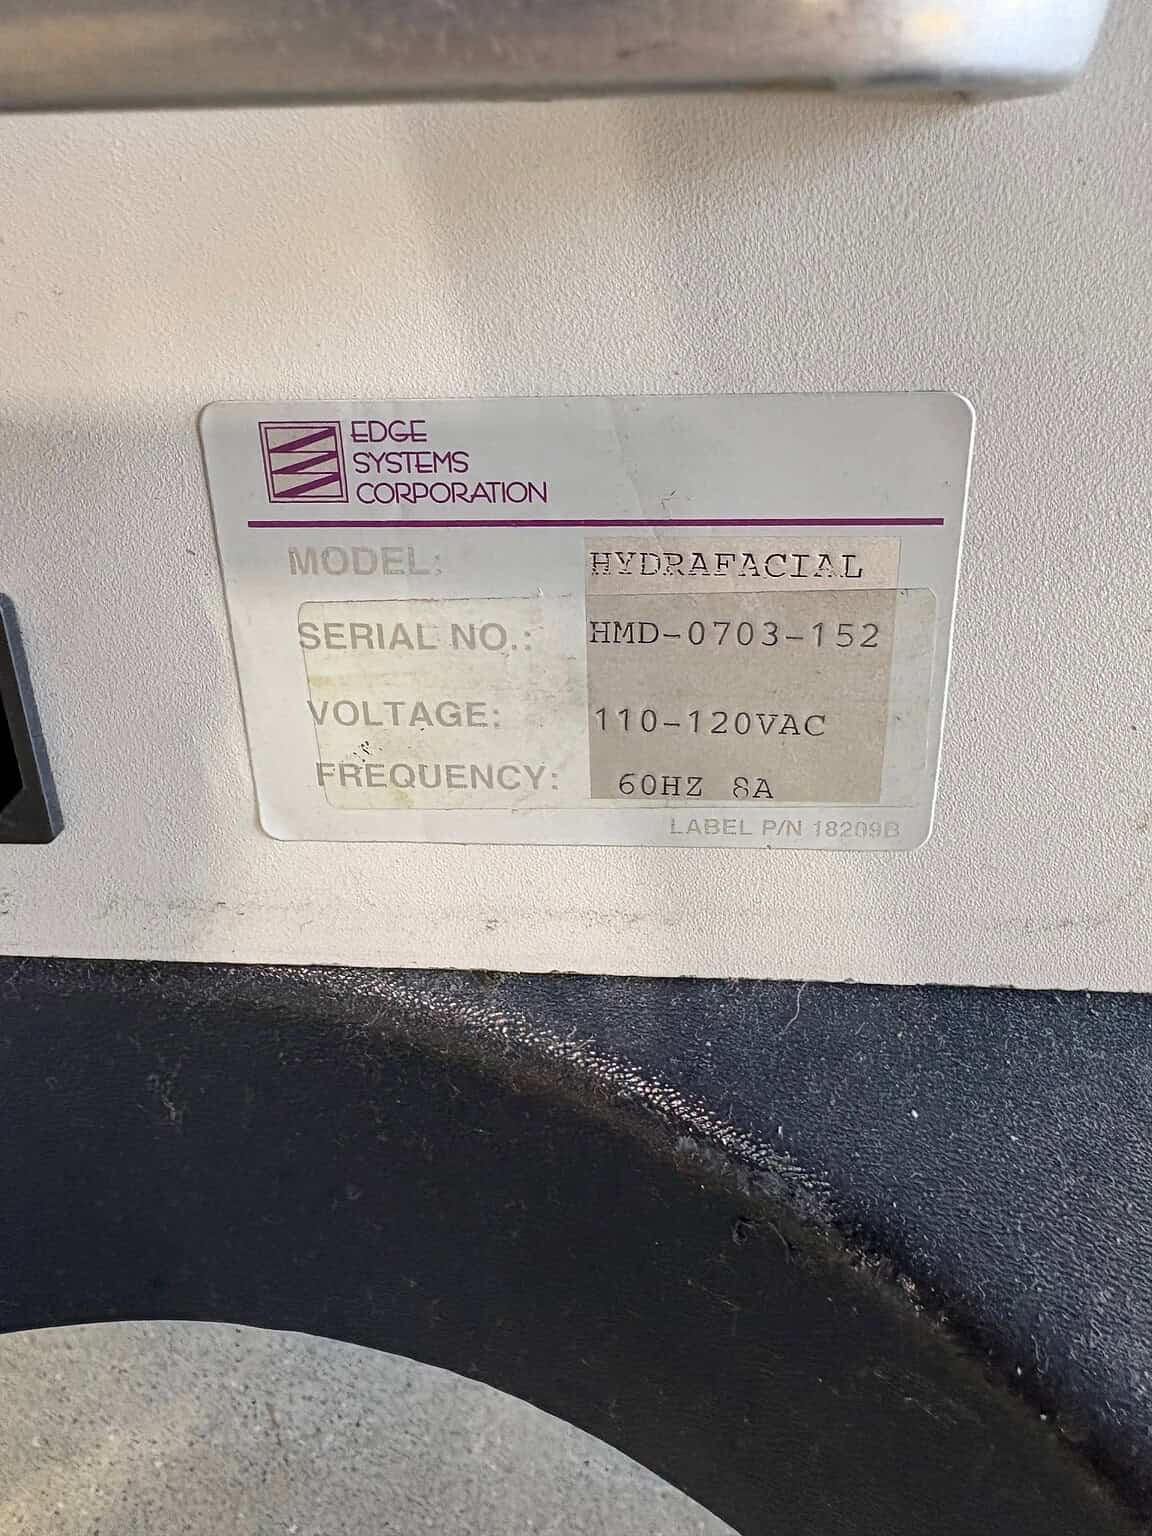 EDGE
SYSTEMS
CORPORATION
MODEL: HYDRAFACIAL
SERIAL NO.: HMD-0703-152
VOLTAGE: 110-120VAC
FREQUENCY: 60HZ 8A
LABEL P/N 18209B